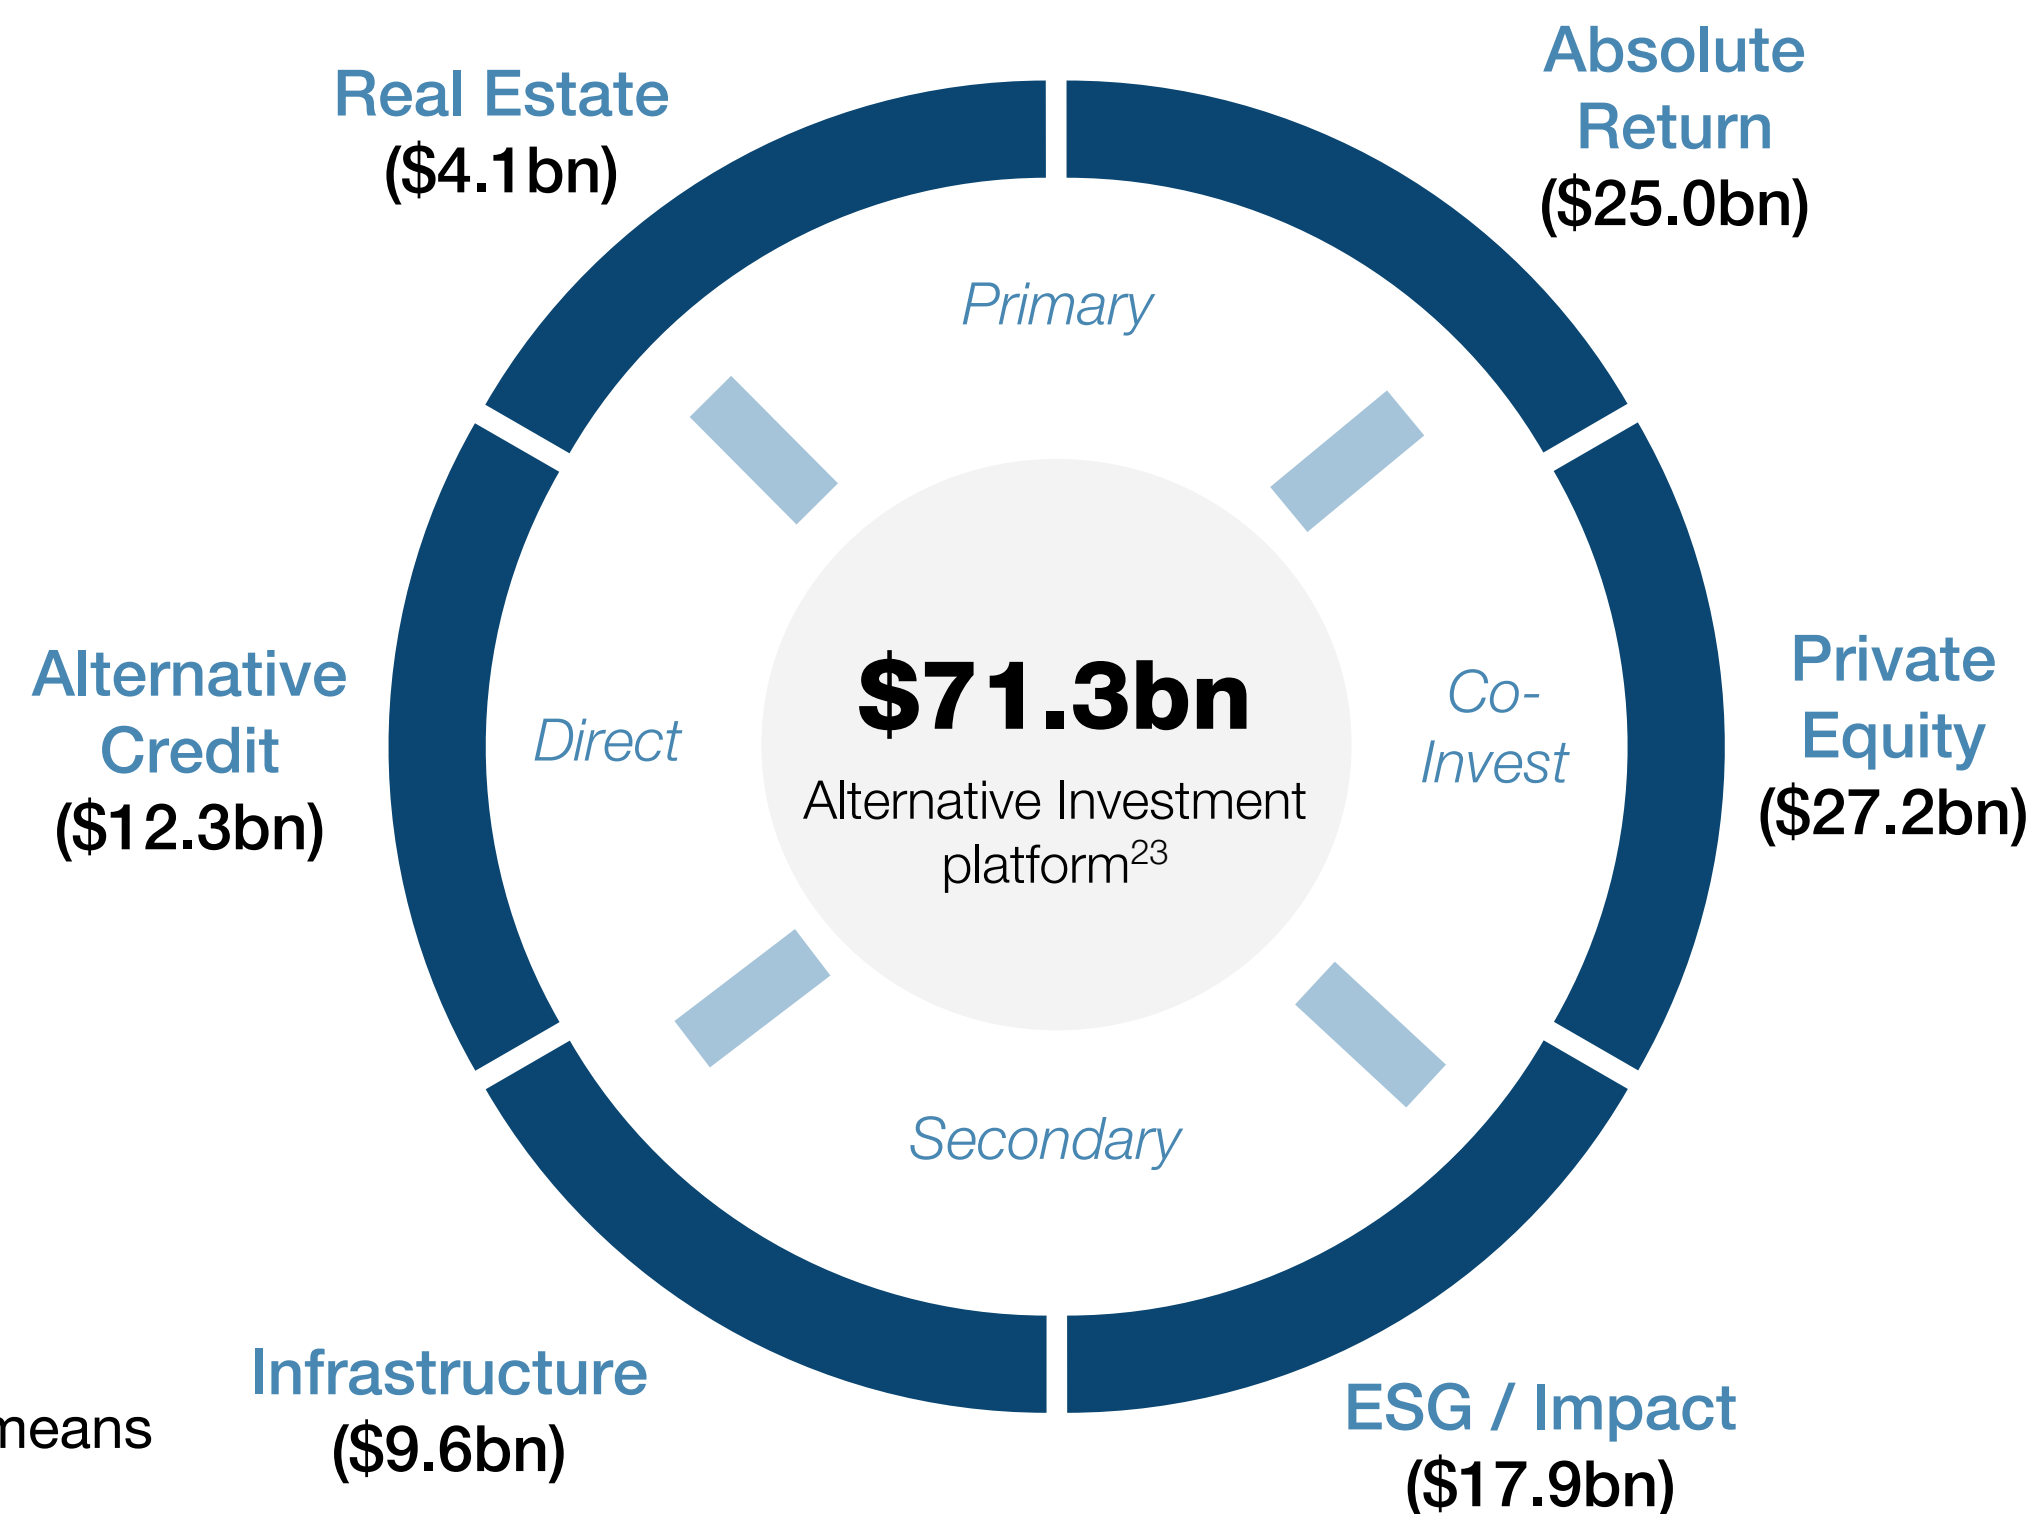 Real Estate
($4.1bn)
Absolute
Return
($25.0bn)
Primary
Alternative
Credit
($12.3bn)
Direct
$71.3bn
Alternative Investment
platform23
Co-
Invest
Private
Equity
($27.2bn)
Secondary
Infrastructure
($9.6bn)
ESG / Impact
($17.9bn)
means